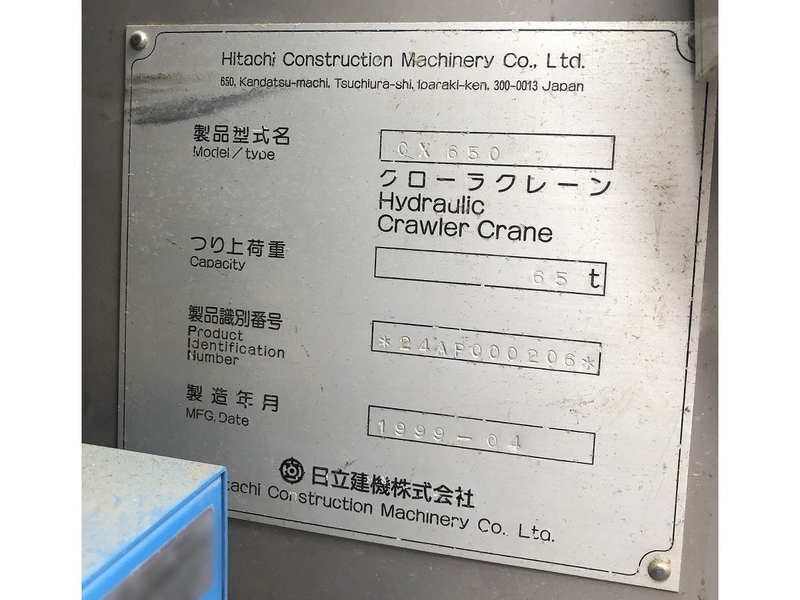 Hitachi Construction Machinery Co., Ltd.
650, Kandatsu-machi, Tsuchiura-shi, Ibaraki-ken, 300-0013 Japan
製品型式名
Model/type
CX650
クローラクレーン
Hydraulic
Crawler Crane
つり上荷重
Capacity
65 t
製品識別番号
Product
Identification
Number
*24AP000206*
製造年月
MFG.Date
1999-04
日立建機株式会社
Hitachi Construction Machinery Co. Ltd.